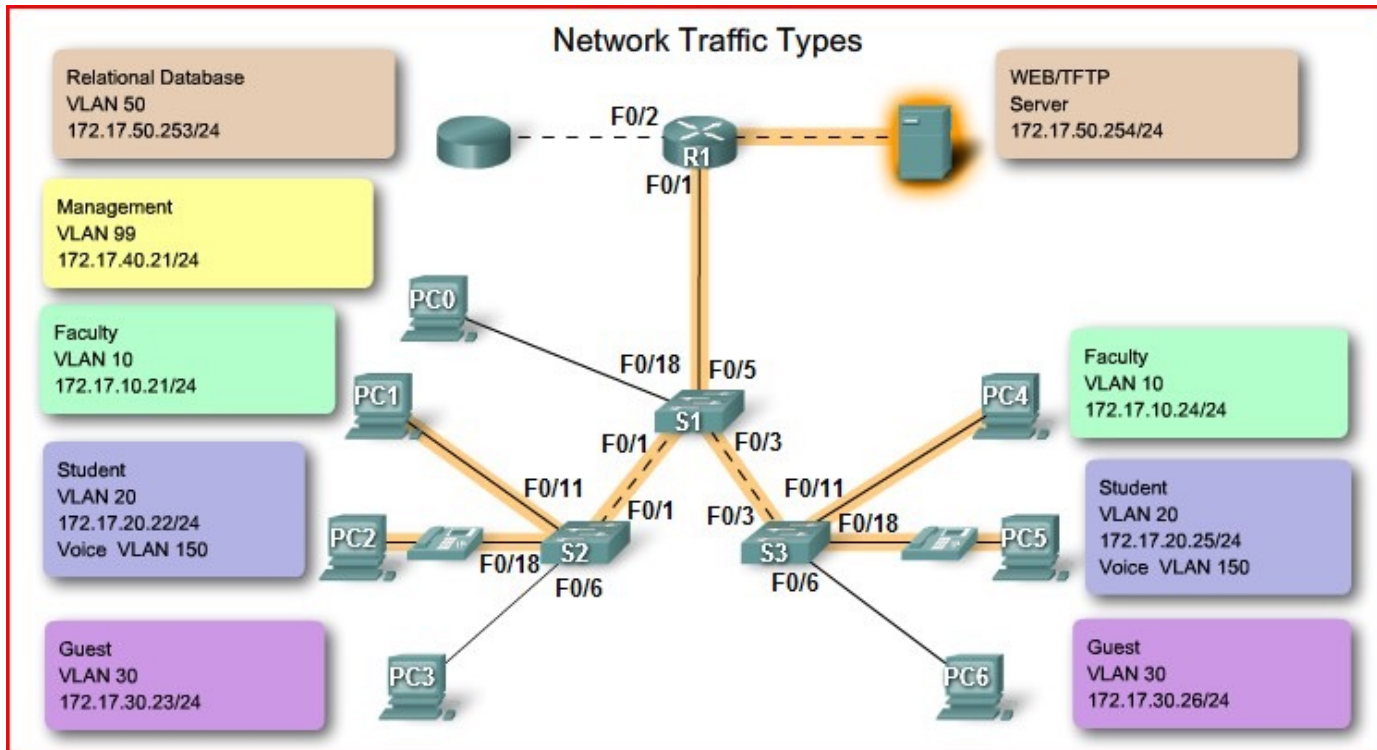 Network Traffic Types
Relational Database
VLAN 50
172.17.50.253/24
WEB/TFTP
Server
172.17.50.254/24
F0/2
R1
F0/1
Management
VLAN 99
172.17.40.21/24
PC0
Faculty
VLAN 10
172.17.10.21/24
PC1
F0/18
F0/5
S1
F0/1
F0/3
PC4
Faculty
VLAN 10
172.17.10.24/24
Student
VLAN 20
172.17.20.22/24
Voice VLAN 150
PC2
F0/11
F0/1
F0/18
S2
F0/6
F0/3
F0/11
F0/18
S3
F0/6
PC5
Student
VLAN 20
172.17.20.25/24
Voice VLAN 150
Guest
VLAN 30
172.17.30.23/24
PC3
PC6
Guest
VLAN 30
172.17.30.26/24